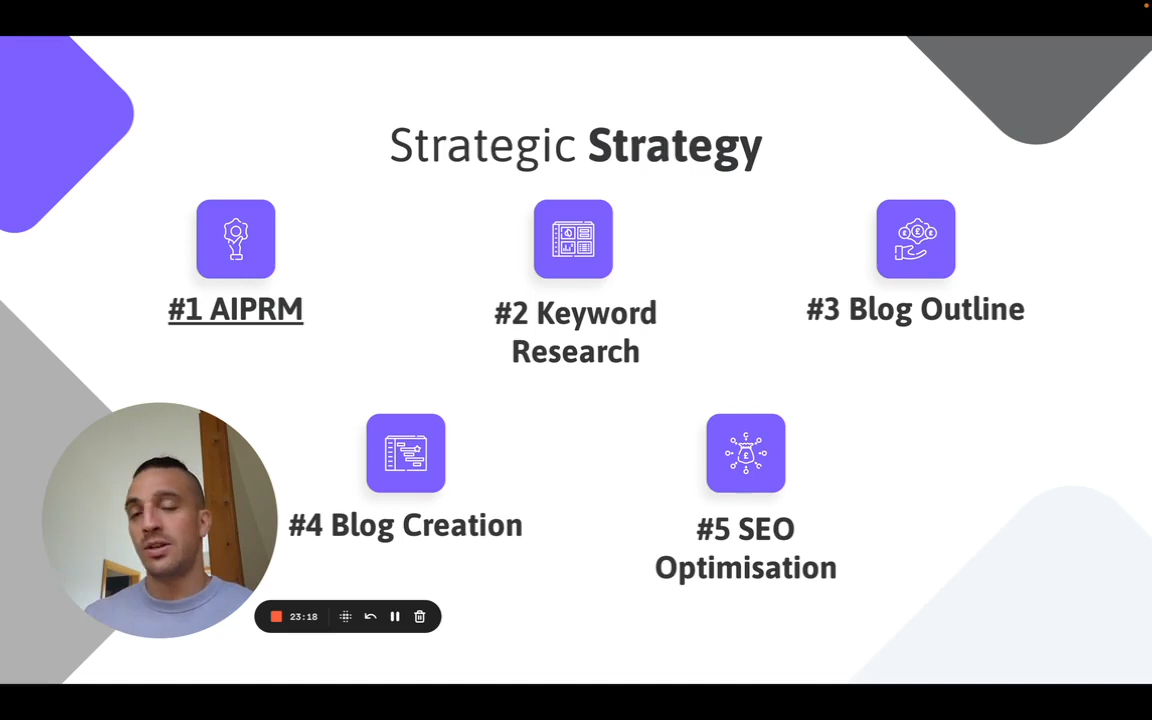 Strategic Strategy
#1 AIPRM
#2 Keyword
Research
#3 Blog Outline
#4 Blog Creation
#5 SEO
Optimisation
23:18